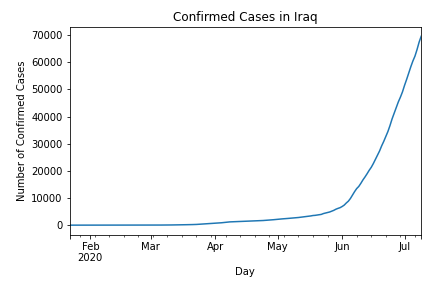 Confirmed Cases in Iraq
70000
60000
50000
40000
30000
20000
10000
0
Number of Confirmed Cases
Feb
2020
Mar
Apr
May
Jun
Jul
Day